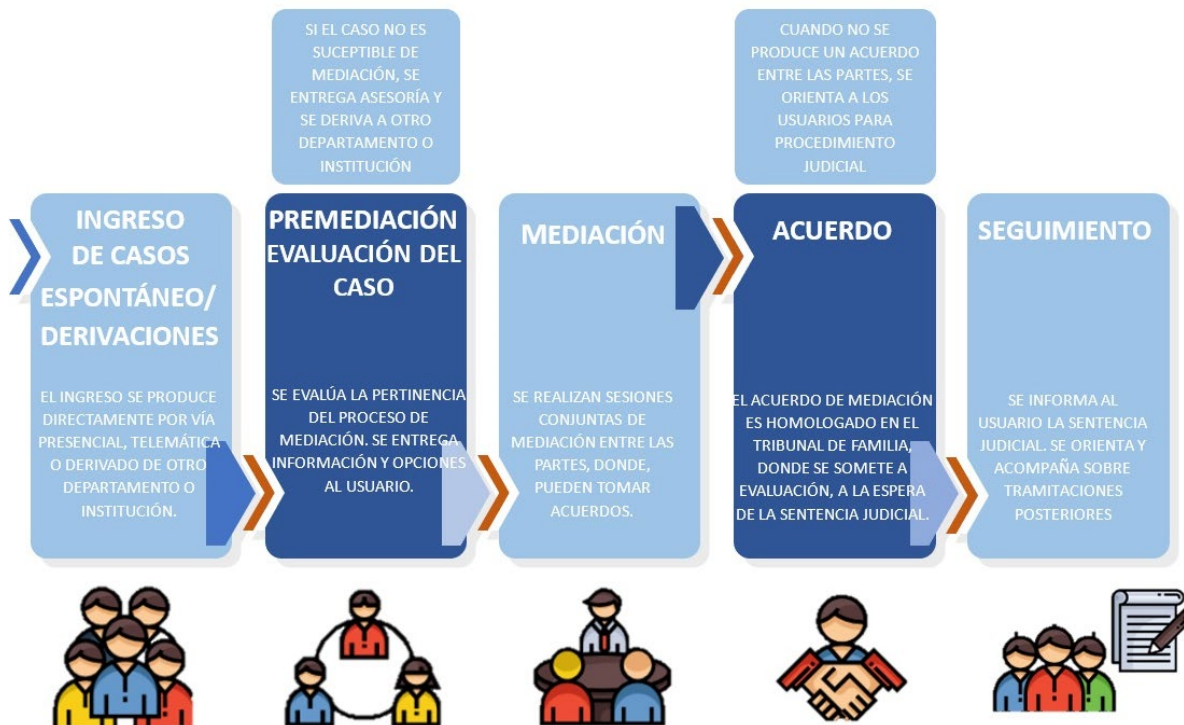 SI EL CASO NO ES
SUCEPTIBLE DE
MEDIACIÓN, SE
ENTREGA ASESORÍA Y
SE DERIVA A OTRO
DEPARTAMENTO O
INSTITUCIÓN
CUANDO NO SE
PRODUCE UN ACUERDO
ENTRE LAS PARTES, SE
ORIENTA A LOS
USUARIOS PARA
PROCEDIMIENTO
JUDICIAL
INGRESO
DE CASOS
ESPONTÁNEO/
DERIVACIONES
EL INGRESO SE PRODUCE
DIRECTAMENTE POR VÍA
PRESENCIAL, TELEMÁTICA
O DERIVADO DE OTRO
DEPARTAMENTO O
INSTITUCIÓN.
PREMEDIACIÓN
EVALUACIÓN DEL
CASO
SE EVALÚA LA PERTINENCIA
DEL PROCESO DE
MEDIACIÓN. SE ENTREGA
INFORMACIÓN Y OPCIONES
AL USUARIO.
MEDIACIÓN
SE REALIZAN SESIONES
CONJUNTAS DE
MEDIACIÓN ENTRE LAS
PARTES, DONDE,
PUEDEN TOMAR
ACUERDOS.
ACUERDO
EL ACUERDO DE MEDIACIÓN
ES HOMOLOGADO EN EL
TRIBUNAL DE FAMILIA,
DONDE SE SOMETE A
EVALUACIÓN, A LA ESPERA
DE LA SENTENCIA JUDICIAL.
SEGUIMIENTO
SE INFORMA AL
USUARIO LA SENTENCIA
JUDICIAL. SE ORIENTA Y
ACOMPAÑA SOBRE
TRAMITACIONES
POSTERIORES